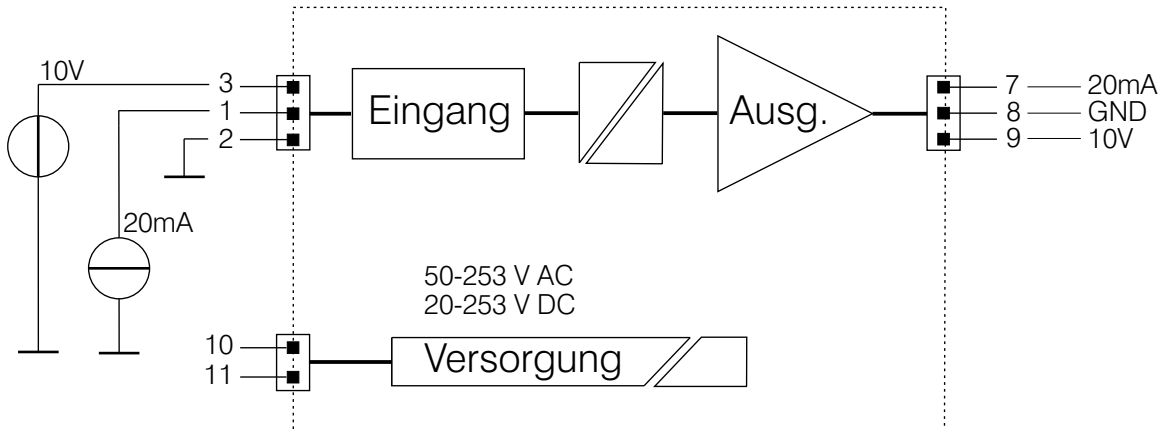 10V
3
1
2
20mA
Eingang
Ausg.
7 20mA
8 GND
9 10V
50-253 V AC
20-253 V DC
10
11
Versorgung